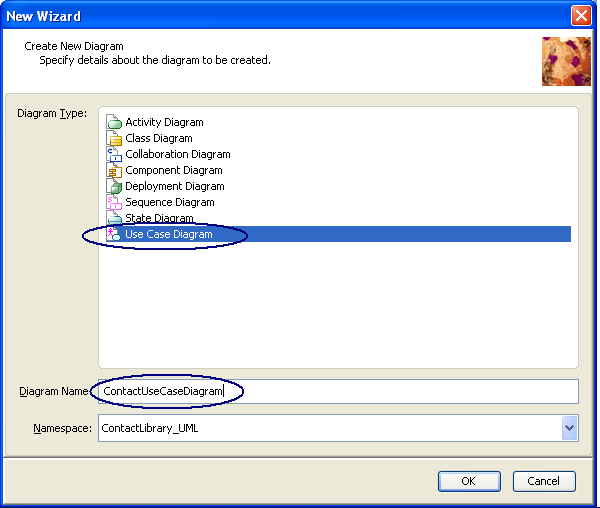 New Wizard
Create New Diagram
Specify details about the diagram to be created.
Diagram Type:
Activity Diagram
Class Diagram
Collaboration Diagram
Component Diagram
Deployment Diagram
Sequence Diagram
State Diagram
Use Case Diagram
Diagram Name: ContactUseCaseDiagram
Namespace: ContactLibrary_UML
OK Cancel